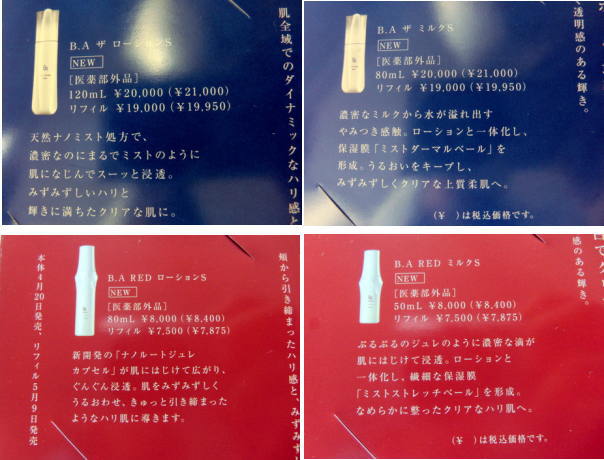 B.A ザ ローションS
NEW
[医薬部外品]
120mL ¥20,000（¥21,000）
リフィル ¥19,000（¥19,950）
天然ナノミスト処方で、
濃密なのにまるでミストのように
肌になじんでスーッと浸透。
みずみずしいハリと
輝きに満ちたクリアな肌に。
肌全域でのダイナミックなハリ感と
B.A ザ ミルクS
NEW
[医薬部外品]
80mL ¥20,000（¥21,000）
リフィル ¥19,000（¥19,950）
濃密なミルクから水が溢れ出す
やみつき感触。ローションと一体化し、
保湿膜「ミストダーマルベール」を
形成。うるおいをキープし、
みずみずしくクリアな上質柔肌へ。
（¥　）は税込価格です。
透明感のある輝き。
B.A RED ローションS
NEW
[医薬部外品]
80mL ¥8,000（¥8,400）
リフィル ¥7,500（¥7,875）
新開発の「ナノルートジュレ
カプセル」が肌にはじけて広がり、
ぐんぐん浸透。肌をみずみずしく
うるおわせ、きゅっと引き締まった
ようなハリ肌に導きます。
本体4月20日発売、リフィル5月9日発売
頬から引き締まったハリ感と、みずみず
B.A RED ミルクS
NEW
[医薬部外品]
50mL ¥8,000（¥8,400）
リフィル ¥7,500（¥7,875）
ぷるぷるのジュレのように濃密な滴が
肌にはじけて浸透。ローションと
一体化し、繊細な保湿膜
「ミストストレッチベール」を形成。
なめらかに整ったクリアなハリ肌へ。
（¥　）は税込価格です。
感のある輝き。